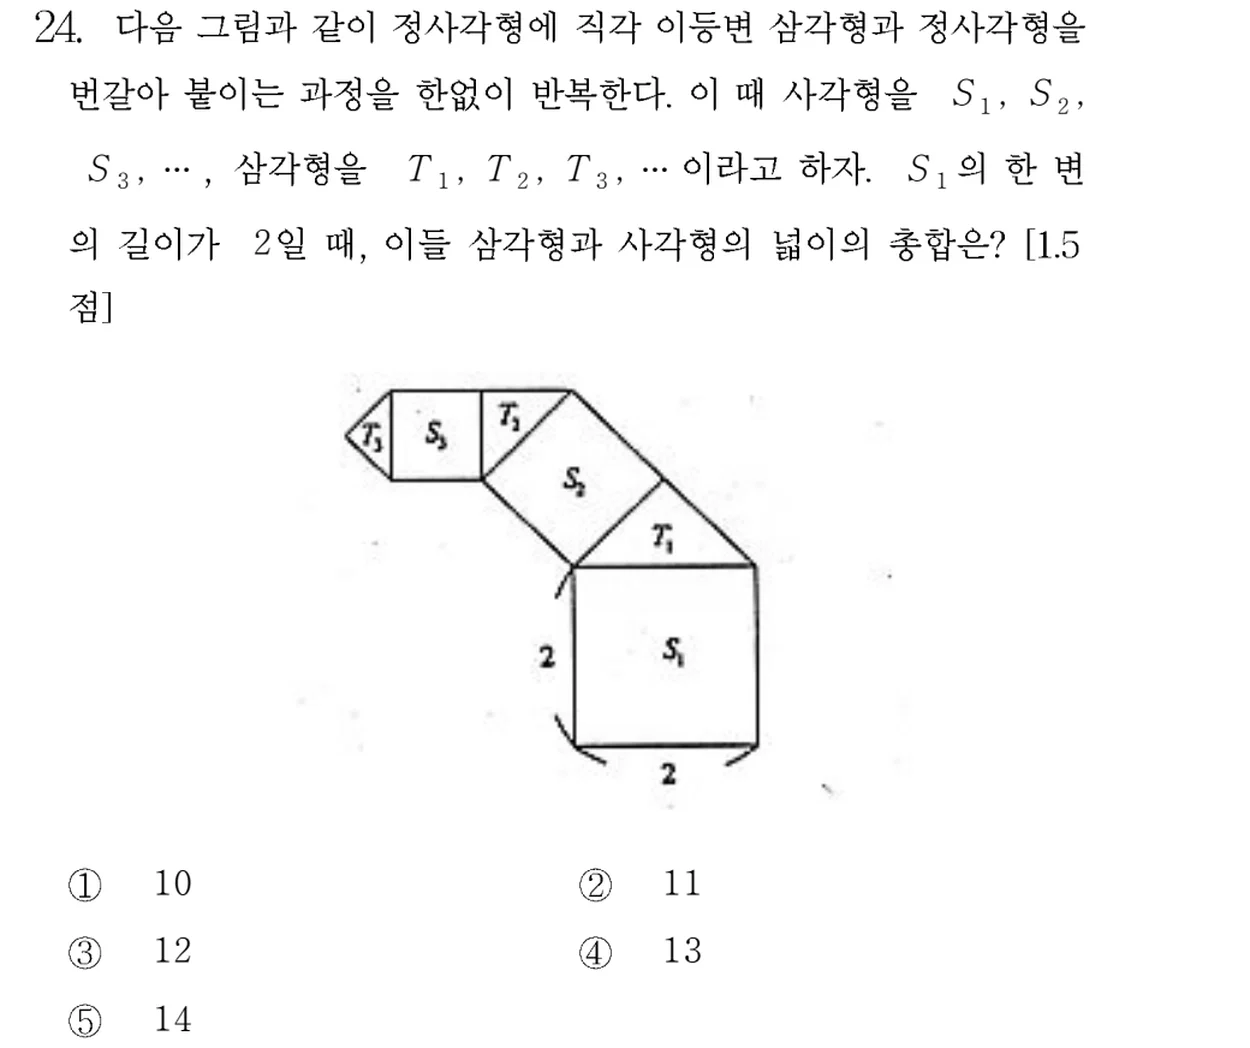 24. 다음 그림과 같이 정사각형에 직각 이등변 삼각형과 정사각형을
번갈아 붙이는 과정을 한없이 반복한다. 이 때 사각형을 S₁, S₂,
S₃, …, 삼각형을 T₁, T₂, T₃, … 이라고 하자. S₁의 한 변
의 길이가 2일 때, 이들 삼각형과 사각형의 넓이의 총합은? [1.5
점]
T₃ S₃ T₂
S₂
T₁
2 S₁
2
① 10 ② 11
③ 12 ④ 13
⑤ 14